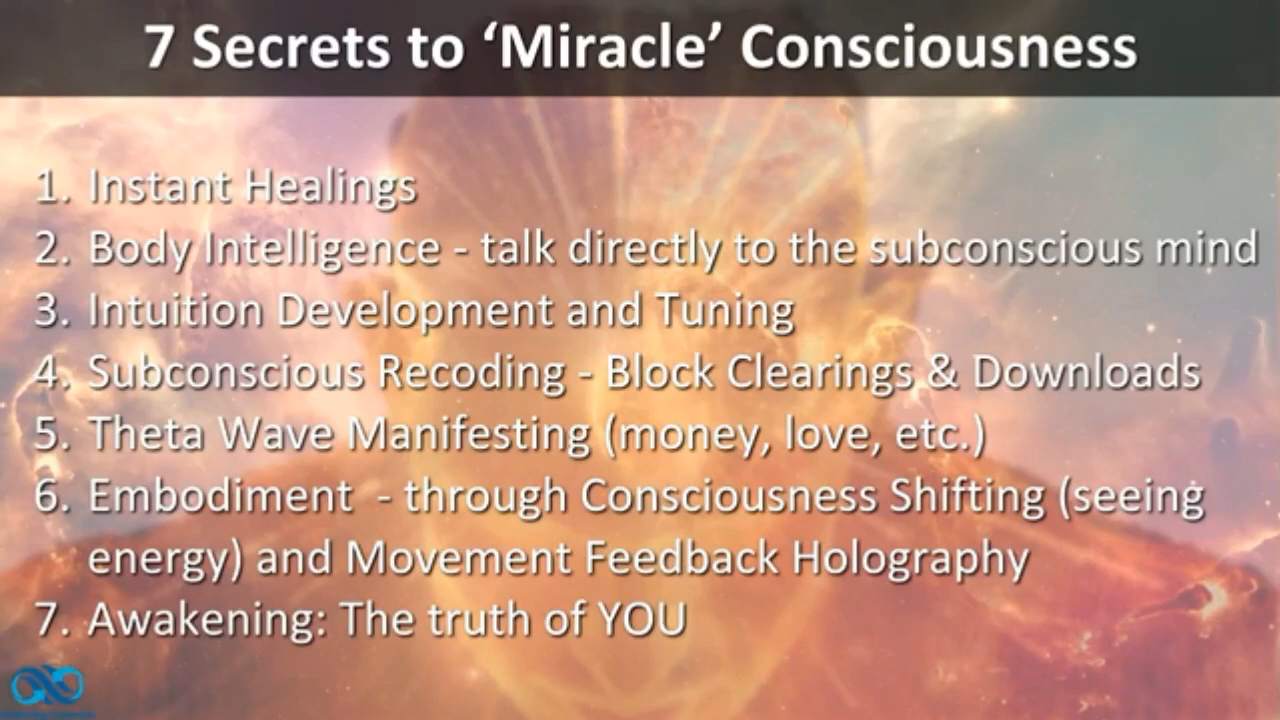 7 Secrets to ‘Miracle’ Consciousness
1. Instant Healings
2. Body Intelligence - talk directly to the subconscious mind
3. Intuition Development and Tuning
4. Subconscious Recoding - Block Clearings & Downloads
5. Theta Wave Manifesting (money, love, etc.)
6. Embodiment - through Consciousness Shifting (seeing
energy) and Movement Feedback Holography
7. Awakening: The truth of YOU